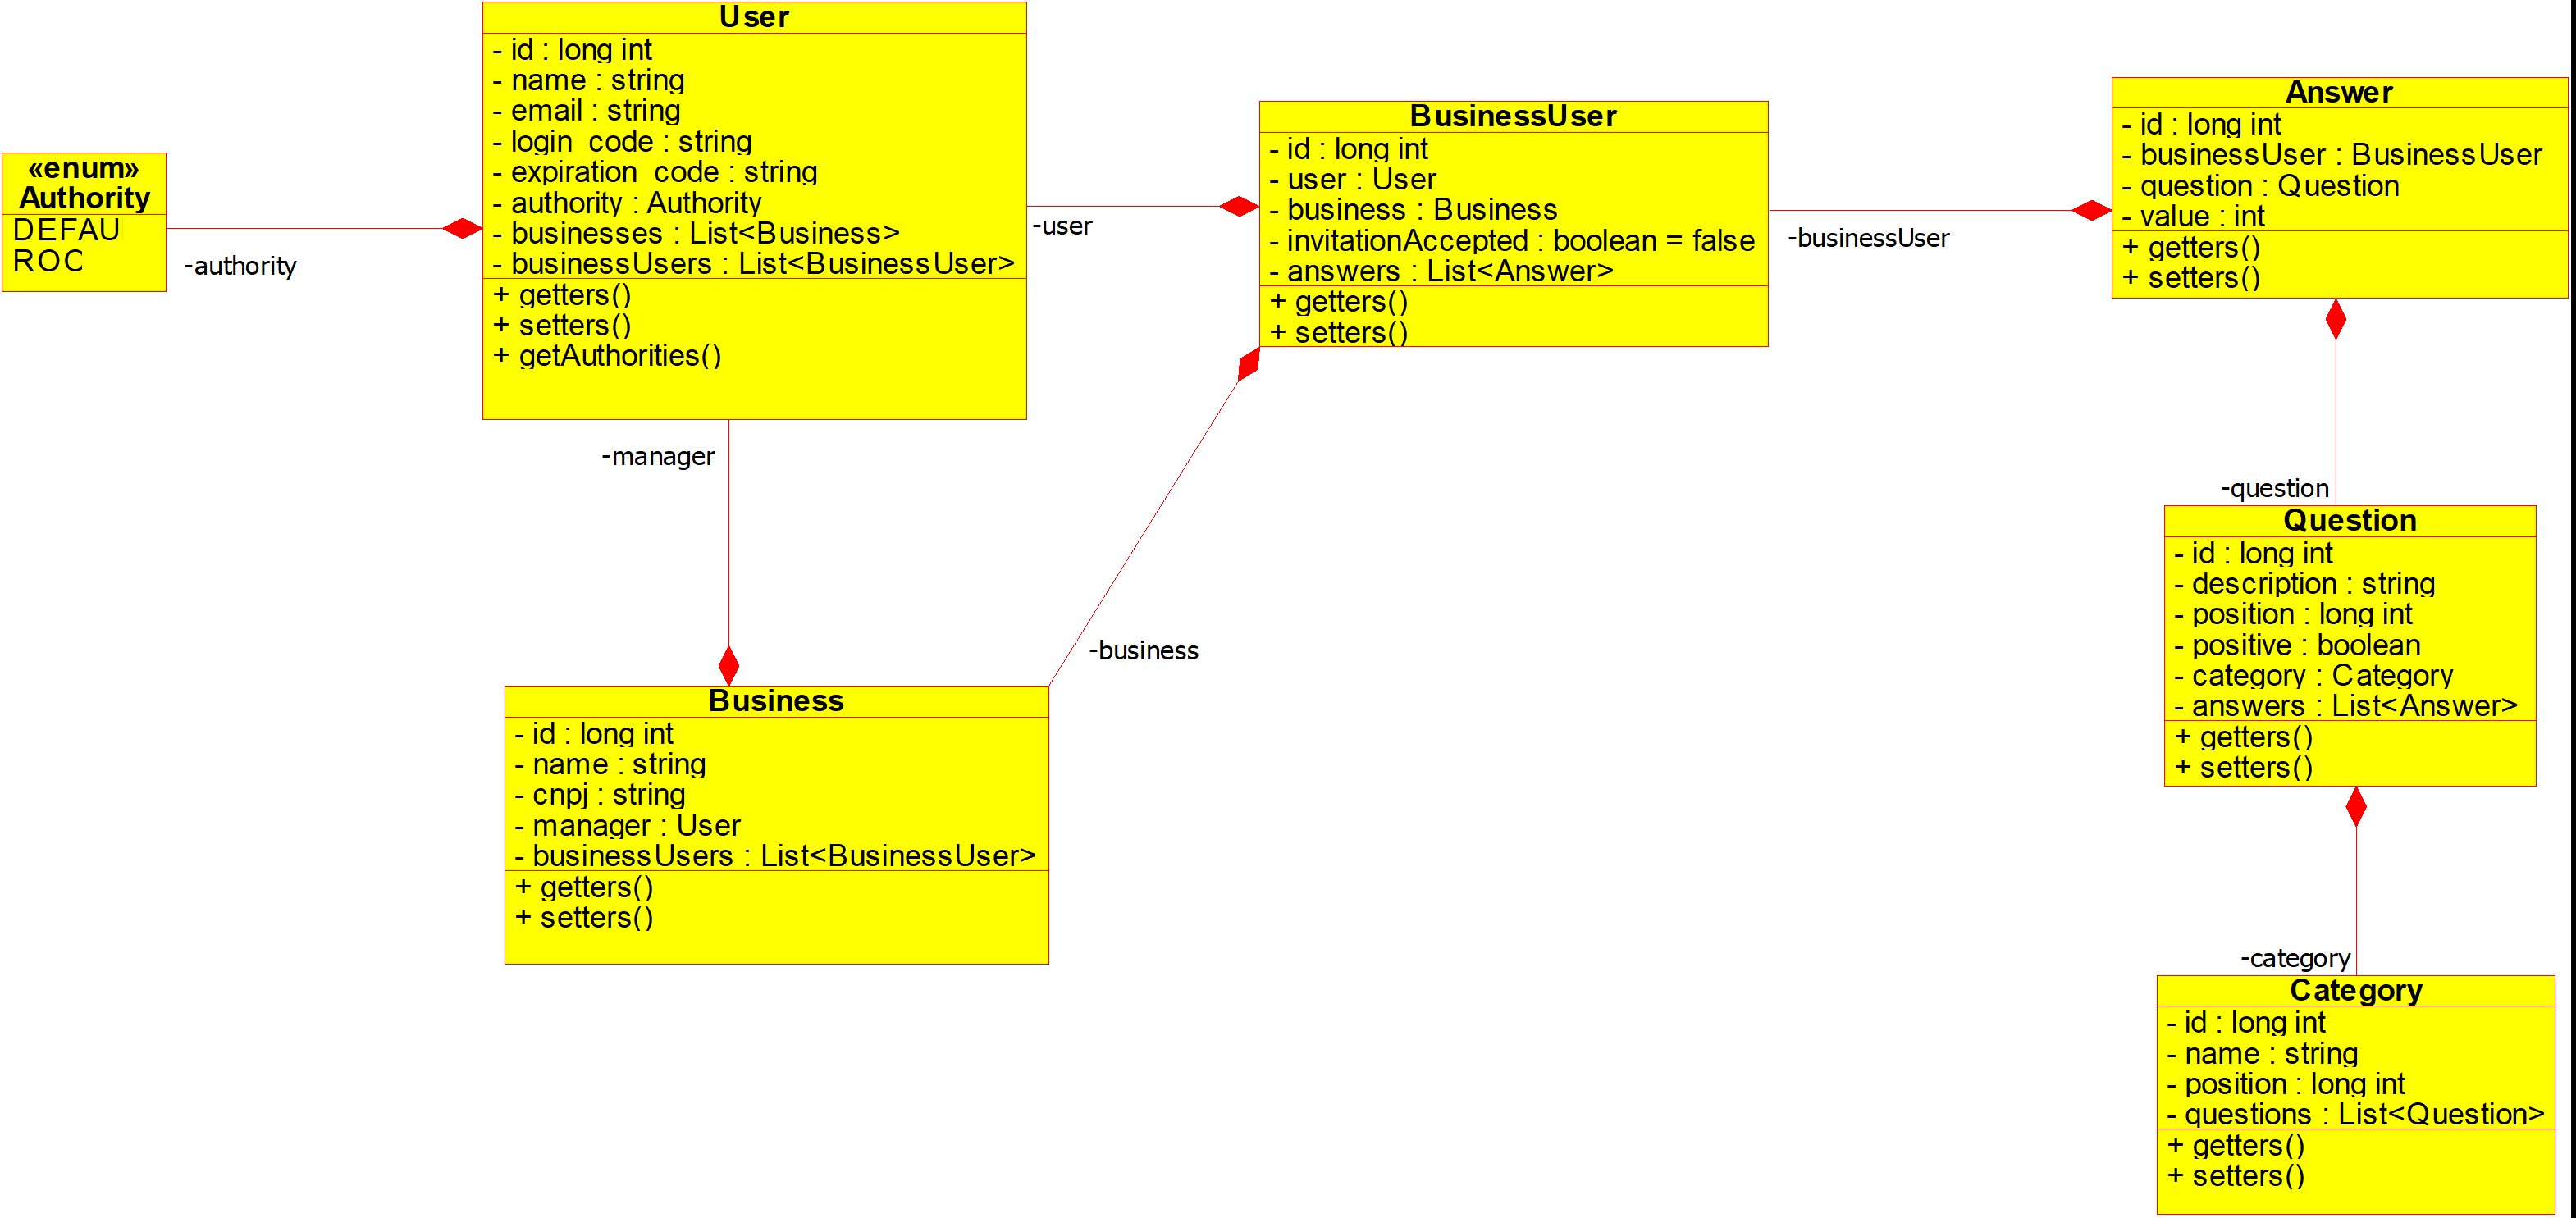 «enum»
Authority
DEFAU
ROC
-authority
User
- id : long int
- name : string
- email : string
- login_code : string
- expiration_code : string
- authority : Authority
- businesses : List<Business>
- businessUsers : List<BusinessUser>
+ getters()
+ setters()
+ getAuthorities()
-user
-manager
BusinessUser
- id : long int
- user : User
- business : Business
- invitationAccepted : boolean = false
- answers : List<Answer>
+ getters()
+ setters()
-businessUser
-business
Business
- id : long int
- name : string
- cnpj : string
- manager : User
- businessUsers : List<BusinessUser>
+ getters()
+ setters()
Answer
- id : long int
- businessUser : BusinessUser
- question : Question
- value : int
+ getters()
+ setters()
-question
Question
- id : long int
- description : string
- position : long int
- positive : boolean
- category : Category
- answers : List<Answer>
+ getters()
+ setters()
-category
Category
- id : long int
- name : string
- position : long int
- questions : List<Question>
+ getters()
+ setters()